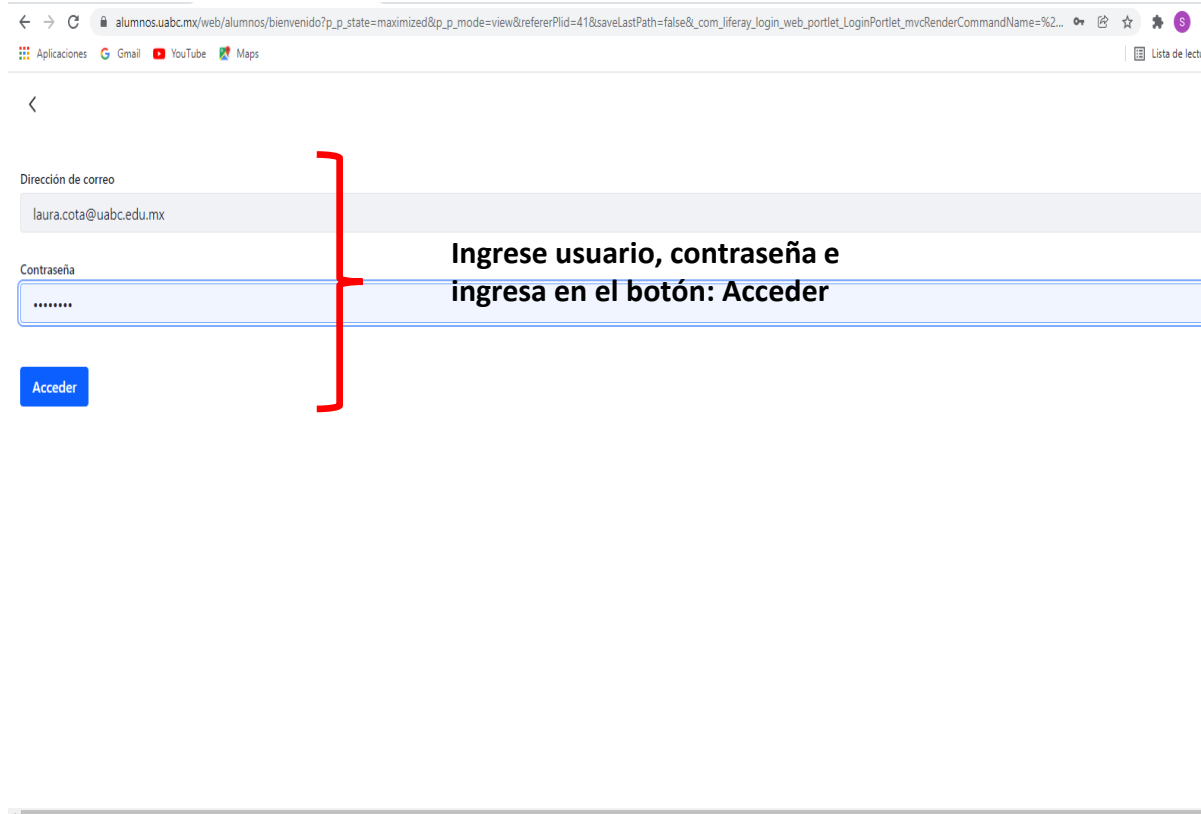 alumnos.uabc.mx/web/alumnos/bienvenido?p_p_state=maximized&p_p_mode=view&refererPlid=41&saveLastPath=false&_com_liferay_login_web_portlet_LoginPortlet_mvcRenderCommandName=%2... S
Aplicaciones G Gmail YouTube Maps Lista de lectu
Dirección de correo
laura.cota@uabc.edu.mx
Contraseña
••••••••
Ingrese usuario, contraseña e
ingresa en el botón: Acceder
Acceder